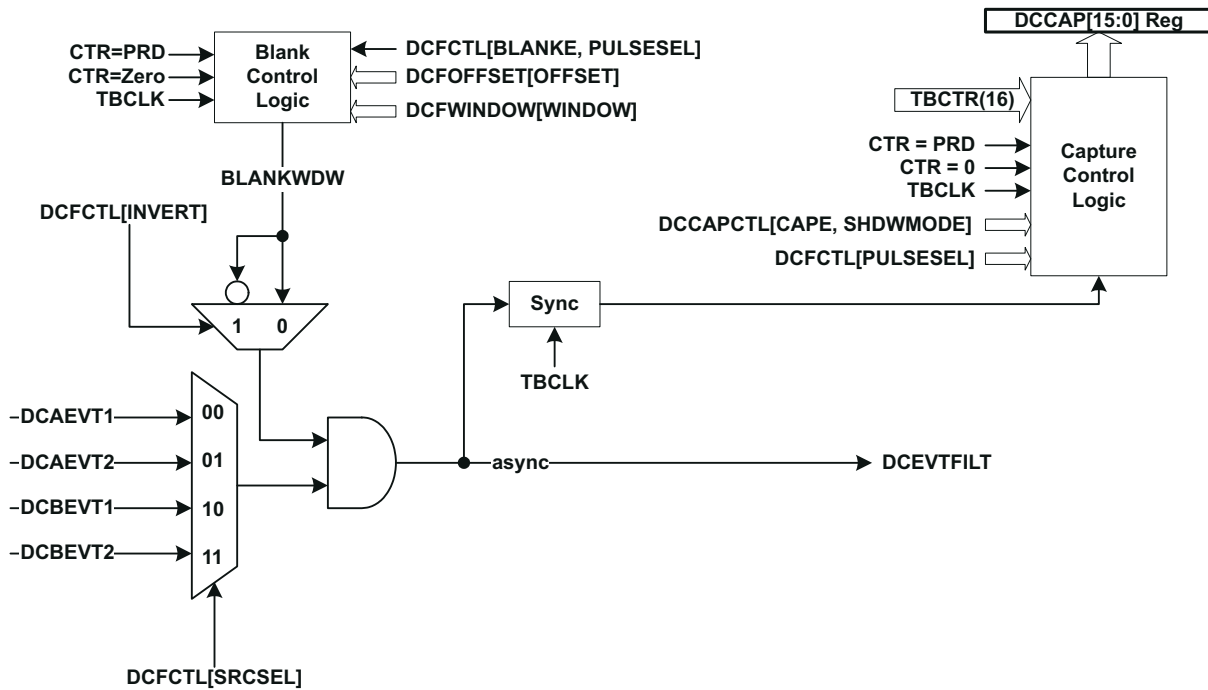 DCCAP[15:0] Reg
CTR=PRD
CTR=Zero
TBCLK
Blank
Control
Logic
DCFCTL[BLANKE, PULSESEL]
DCFOFFSET[OFFSET]
DCFWINDOW[WINDOW]
TBCTR(16)
CTR = PRD
CTR = 0
TBCLK
Capture
Control
Logic
BLANKWDW
DCFCTL[INVERT]
DCCAPCTL[CAPE, SHDWMODE]
DCFCTL[PULSESEL]
1 0
Sync
TBCLK
–DCAEVT1
–DCAEVT2
–DCBEVT1
–DCBEVT2
00
01
10
11
async
DCEVTFILT
DCFCTL[SRCSEL]